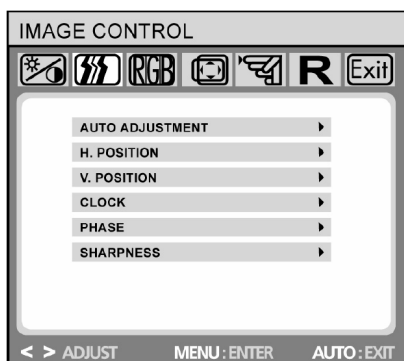 IMAGE CONTROL
RGB R Exit
AUTO ADJUSTMENT
H. POSITION
V. POSITION
CLOCK
PHASE
SHARPNESS
< > ADJUST MENU : ENTER AUTO : EXIT